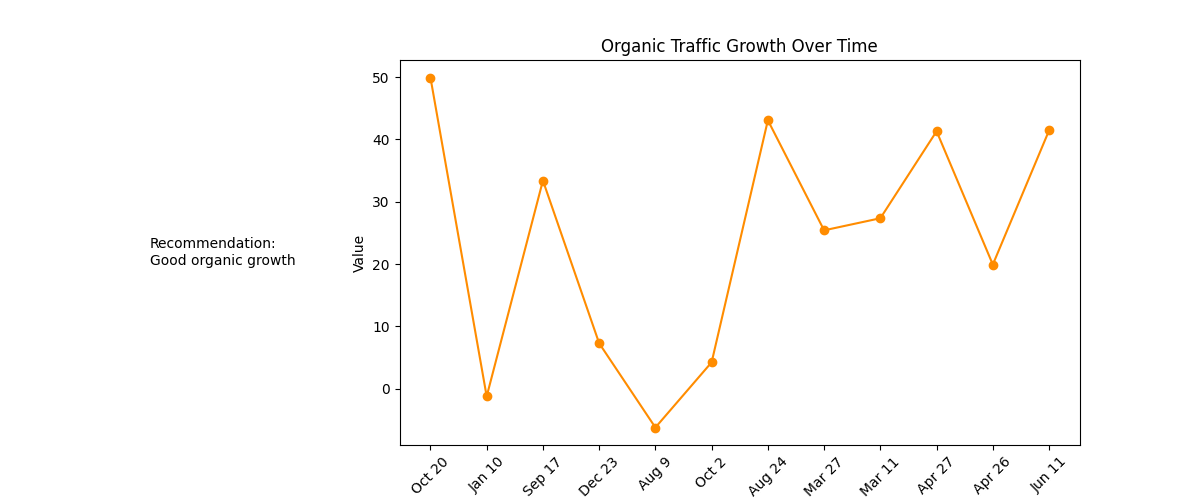 Organic Traffic Growth Over Time
Recommendation:
Good organic growth
Value
50
40
30
20
10
0
Oct 20
Jan 10
Sep 17
Dec 23
Aug 9
Oct 2
Aug 24
Mar 27
Mar 11
Apr 27
Apr 26
Jun 11